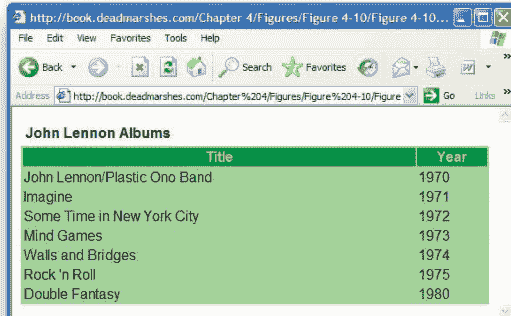 http://book.deadmarshes.com/Chapter 4/Figures/Figure 4-10/Figure 4-10...
File Edit View Favorites Tools Help
Back Search Favorites
Address http://book.deadmarshes.com/Chapter%204/Figures/Figure%204-10/Figure Go Links »
John Lennon Albums
Title Year
John Lennon/Plastic Ono Band 1970
Imagine 1971
Some Time in New York City 1972
Mind Games 1973
Walls and Bridges 1974
Rock 'n Roll 1975
Double Fantasy 1980